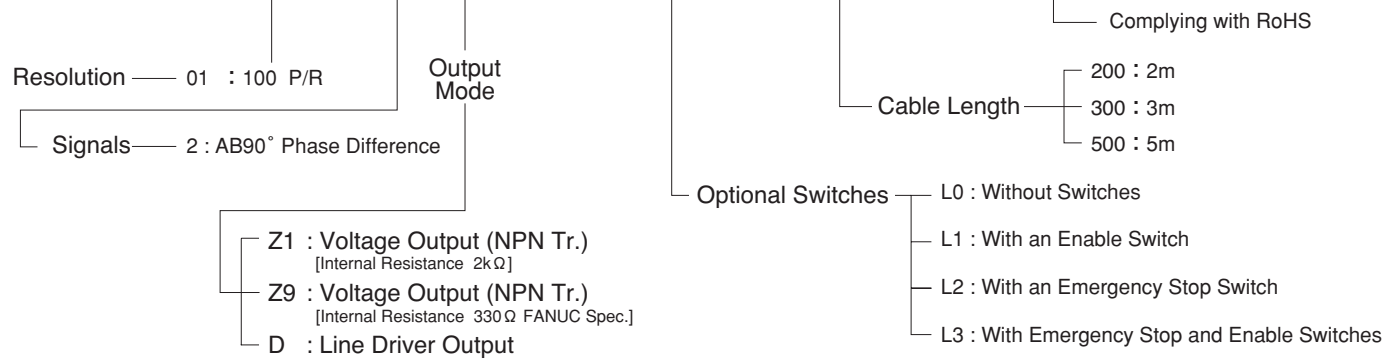 Complying with RoHS
Resolution 01 : 100 P/R
Output
Mode
200 : 2m
Cable Length 300 : 3m
500 : 5m
Signals 2 : AB90˚ Phase Difference
Optional Switches L0 : Without Switches
L1 : With an Enable Switch
L2 : With an Emergency Stop Switch
L3 : With Emergency Stop and Enable Switches
Z1 : Voltage Output (NPN Tr.)
[Internal Resistance 2kΩ]
Z9 : Voltage Output (NPN Tr.)
[Internal Resistance 330Ω FANUC Spec.]
D : Line Driver Output